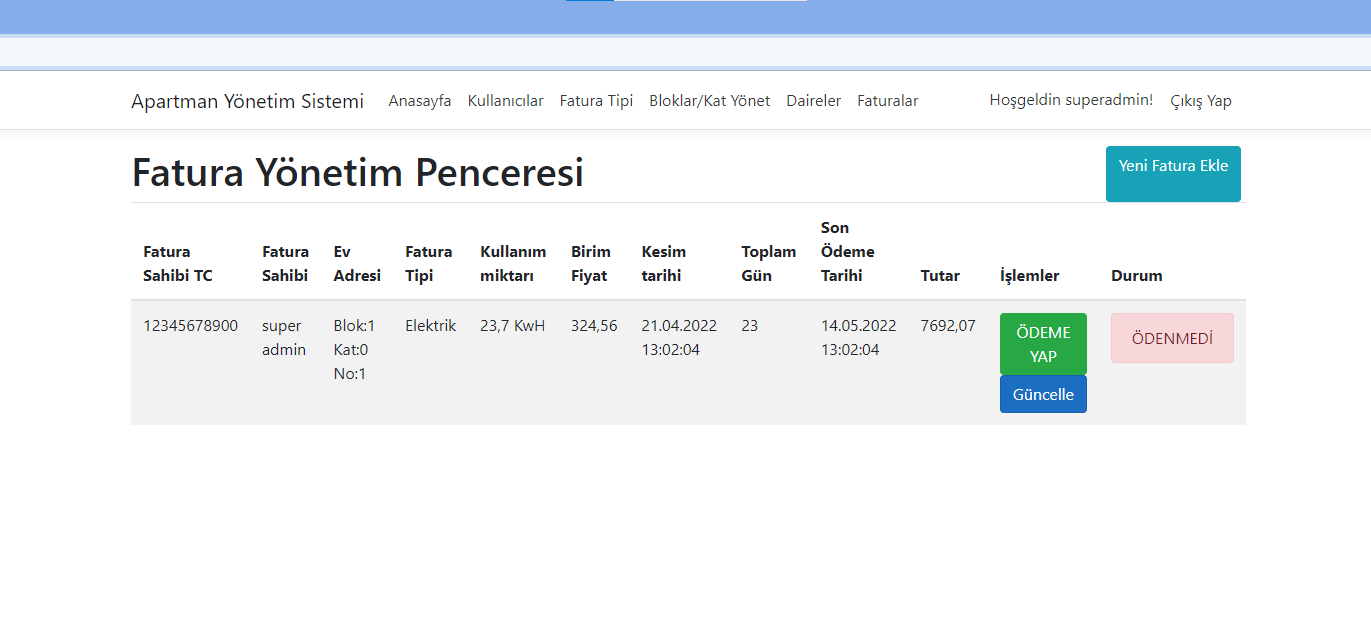 Apartman Yönetim Sistemi Anasayfa Kullanıcılar Fatura Tipi Bloklar/Kat Yönet Daireler Faturalar Hoşgeldin superadmin! Çıkış Yap
Fatura Yönetim Penceresi Yeni Fatura Ekle
Fatura Sahibi TC
Fatura Sahibi
Ev Adresi
Fatura Tipi
Kullanım miktarı
Birim Fiyat
Kesim tarihi
Toplam Gün
Son Ödeme Tarihi
Tutar
İşlemler
Durum
12345678900
super admin
Blok:1
Kat:0
No:1
Elektrik
23,7 KwH
324,56
21.04.2022
13:02:04
23
14.05.2022
13:02:04
7692,07
ÖDEME
YAP
Güncelle
ÖDENMEDİ